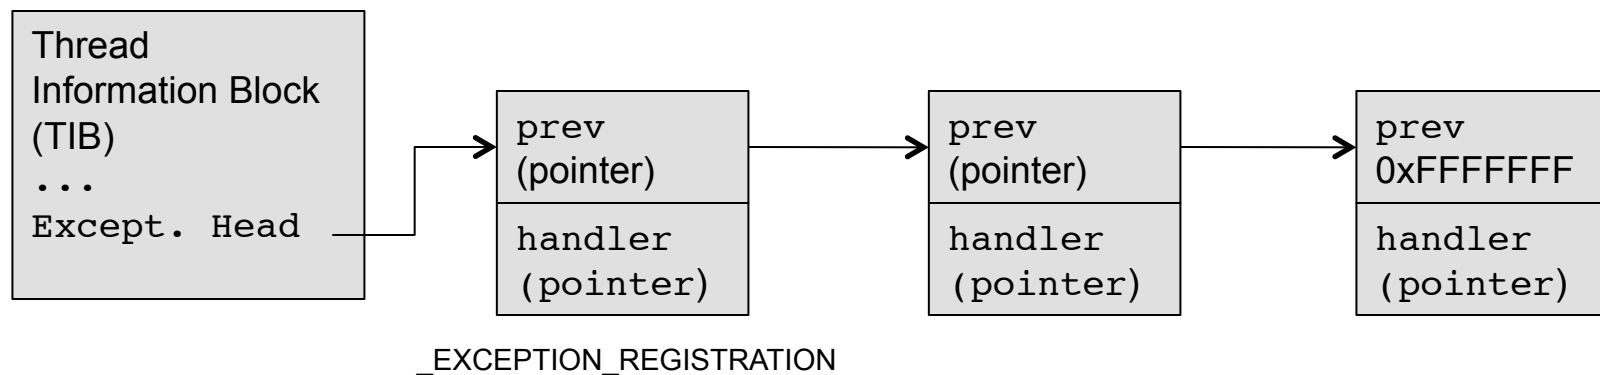 Thread
Information Block
(TIB)
...
Except. Head
prev
(pointer)
handler
(pointer)
prev
(pointer)
handler
(pointer)
prev
0xFFFFFFF
handler
(pointer)
_EXCEPTION_REGISTRATION